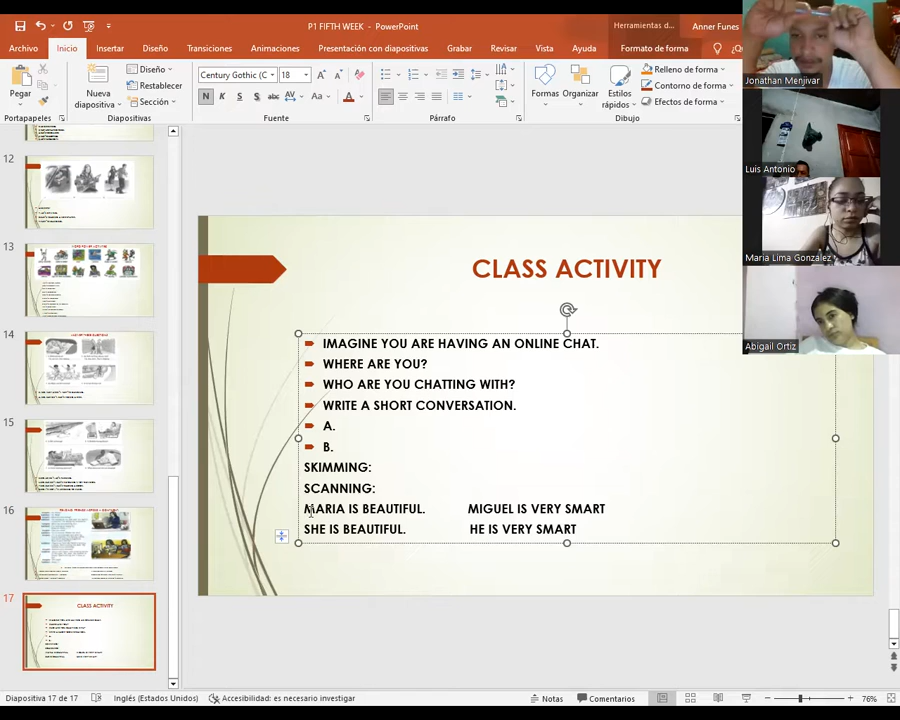 P1 FIFTH WEEK - PowerPoint
Herramientas d...
Anner Funes
Archivo
Inicio
Insertar
Diseño
Transiciones
Animaciones
Presentación con diapositivas
Grabar
Revisar
Vista
Ayuda
Formato de forma
¿Qu
Pegar
Nueva
diapositiva
Diseño
Restablecer
Sección
Century Gothic (C
18
N K S S abc AV Aa A
Formas
Organizar
Estilos
rápidos
Relleno de forma
Contorno de forma
Efectos de forma
Portapapeles
Diapositivas
Fuente
Párrafo
Dibujo
Jonathan Menjivar
Luis Antonio
Maria Lima González
Abigail Ortiz
12
13
14
15
16
17
CLASS ACTIVITY
CLASS ACTIVITY
IMAGINE YOU ARE HAVING AN ONLINE CHAT.
WHERE ARE YOU?
WHO ARE YOU CHATTING WITH?
WRITE A SHORT CONVERSATION.
A.
B.
SKIMMING:
SCANNING:
MARIA IS BEAUTIFUL. MIGUEL IS VERY SMART
SHE IS BEAUTIFUL. HE IS VERY SMART
Diapositiva 17 de 17
Inglés (Estados Unidos)
Accesibilidad: es necesario investigar
Notas
Comentarios
76%